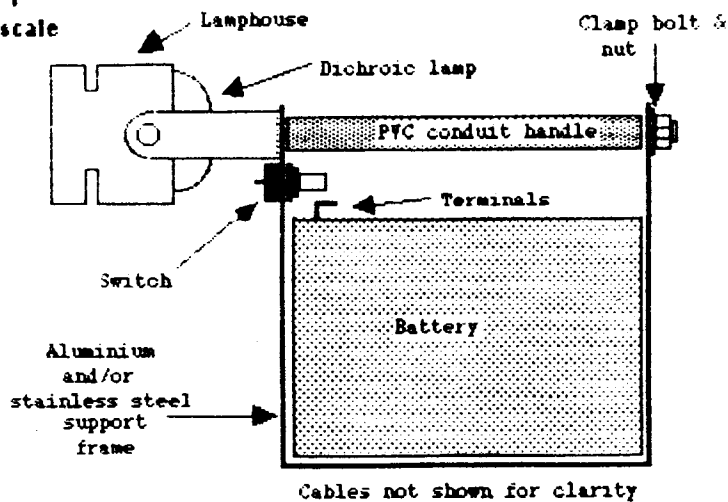 scale
Lamphouse
Clamp bolt &
nut
Dichroic lamp
PVC conduit handle
Terminals
Switch
Battery
Aluminium
and/or
stainless steel
support
frame
Cables not shown for clarity